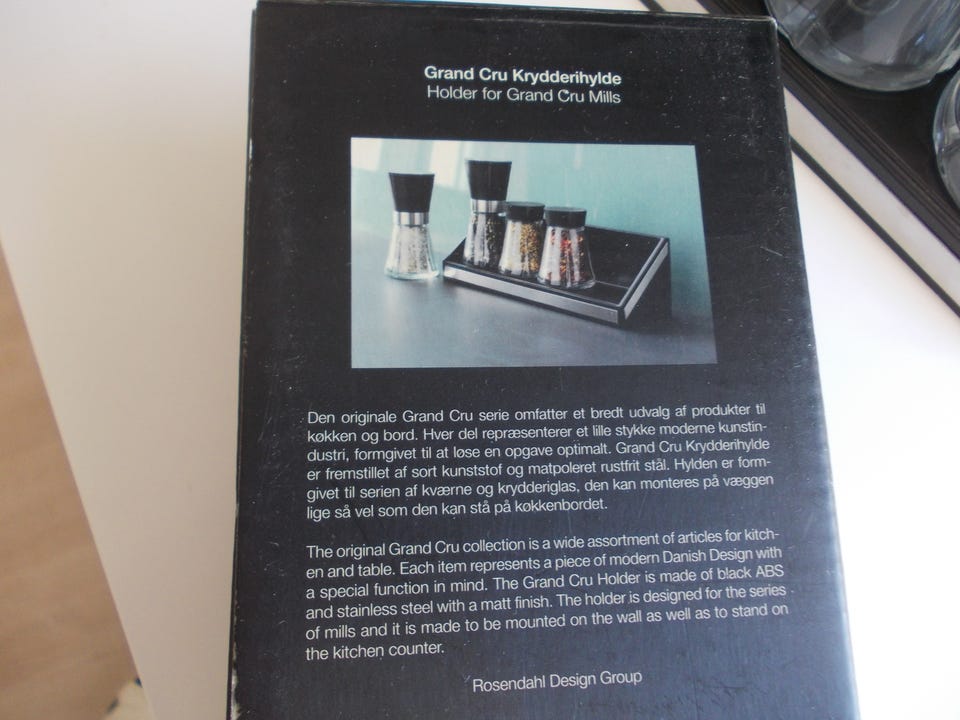 Grand Cru Krydderihylde
Holder for Grand Cru Mills
Den originale Grand Cru serie omfatter et bredt udvalg af produkter til
køkken og bord. Hver del repræsenterer et lille stykke moderne kunstin-
dustri, formgivet til at løse en opgave optimalt. Grand Cru Krydderihylde
er fremstillet af sort kunststof og matpoleret rustfrit stål. Hylden er form-
givet til serien af kværne og krydderiglas, den kan monteres på væggen
lige så vel som den kan stå på køkkenbordet.
The original Grand Cru collection is a wide assortment of articles for kitch-
en and table. Each item represents a piece of modern Danish Design with
a special function in mind. The Grand Cru Holder is made of black ABS
and stainless steel with a matt finish. The holder is designed for the series
of mills and it is made to be mounted on the wall as well as to stand on
the kitchen counter.
Rosendahl Design Group